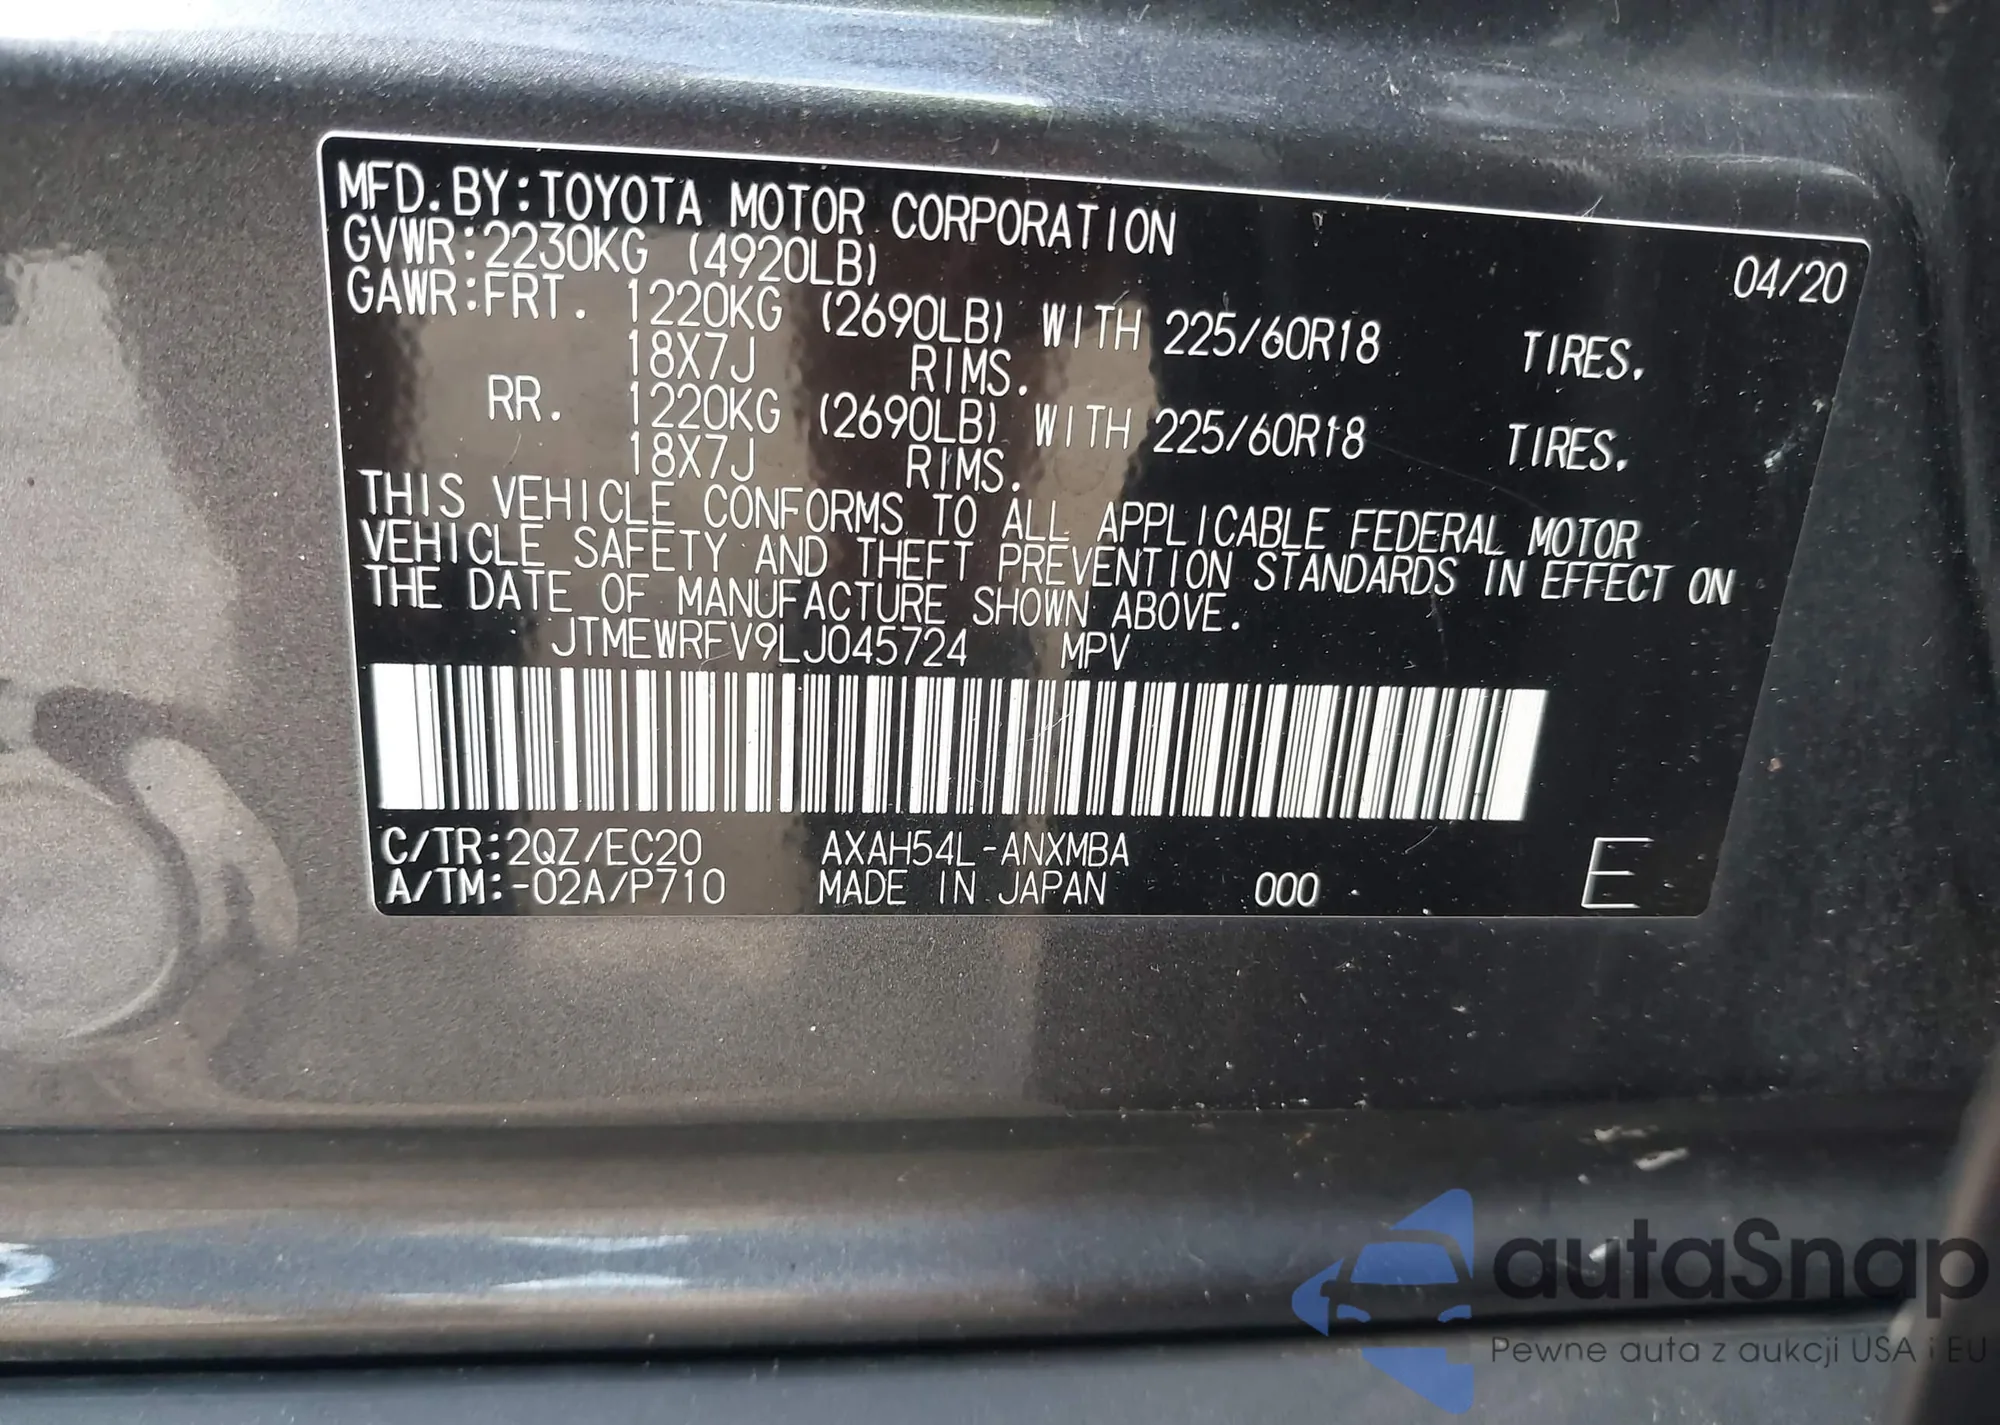 MFD. BY:TOYOTA MOTOR CORPORATION 04/20
GVWR:2230KG (4920LB)
GAWR:FRT. 1220KG (2690LB) WITH 225/60R18 TIRES.
18X7J RIMS.
RR. 1220KG (2690LB) WITH 225/60R18 TIRES.
18X7J RIMS.
THIS VEHICLE CONFORMS TO ALL APPLICABLE FEDERAL MOTOR
VEHICLE SAFETY AND THEFT PREVENTION STANDARDS IN EFFECT ON
THE DATE OF MANUFACTURE SHOWN ABOVE.
JTMEWRFV9LJ045724 MPV
C/TR:2QZ/EC20 AXAH54L-ANXMBA
A/TM:-02A/P710 MADE IN JAPAN 000 E
autaSnap
Pewne auta z aukcji USA i EU